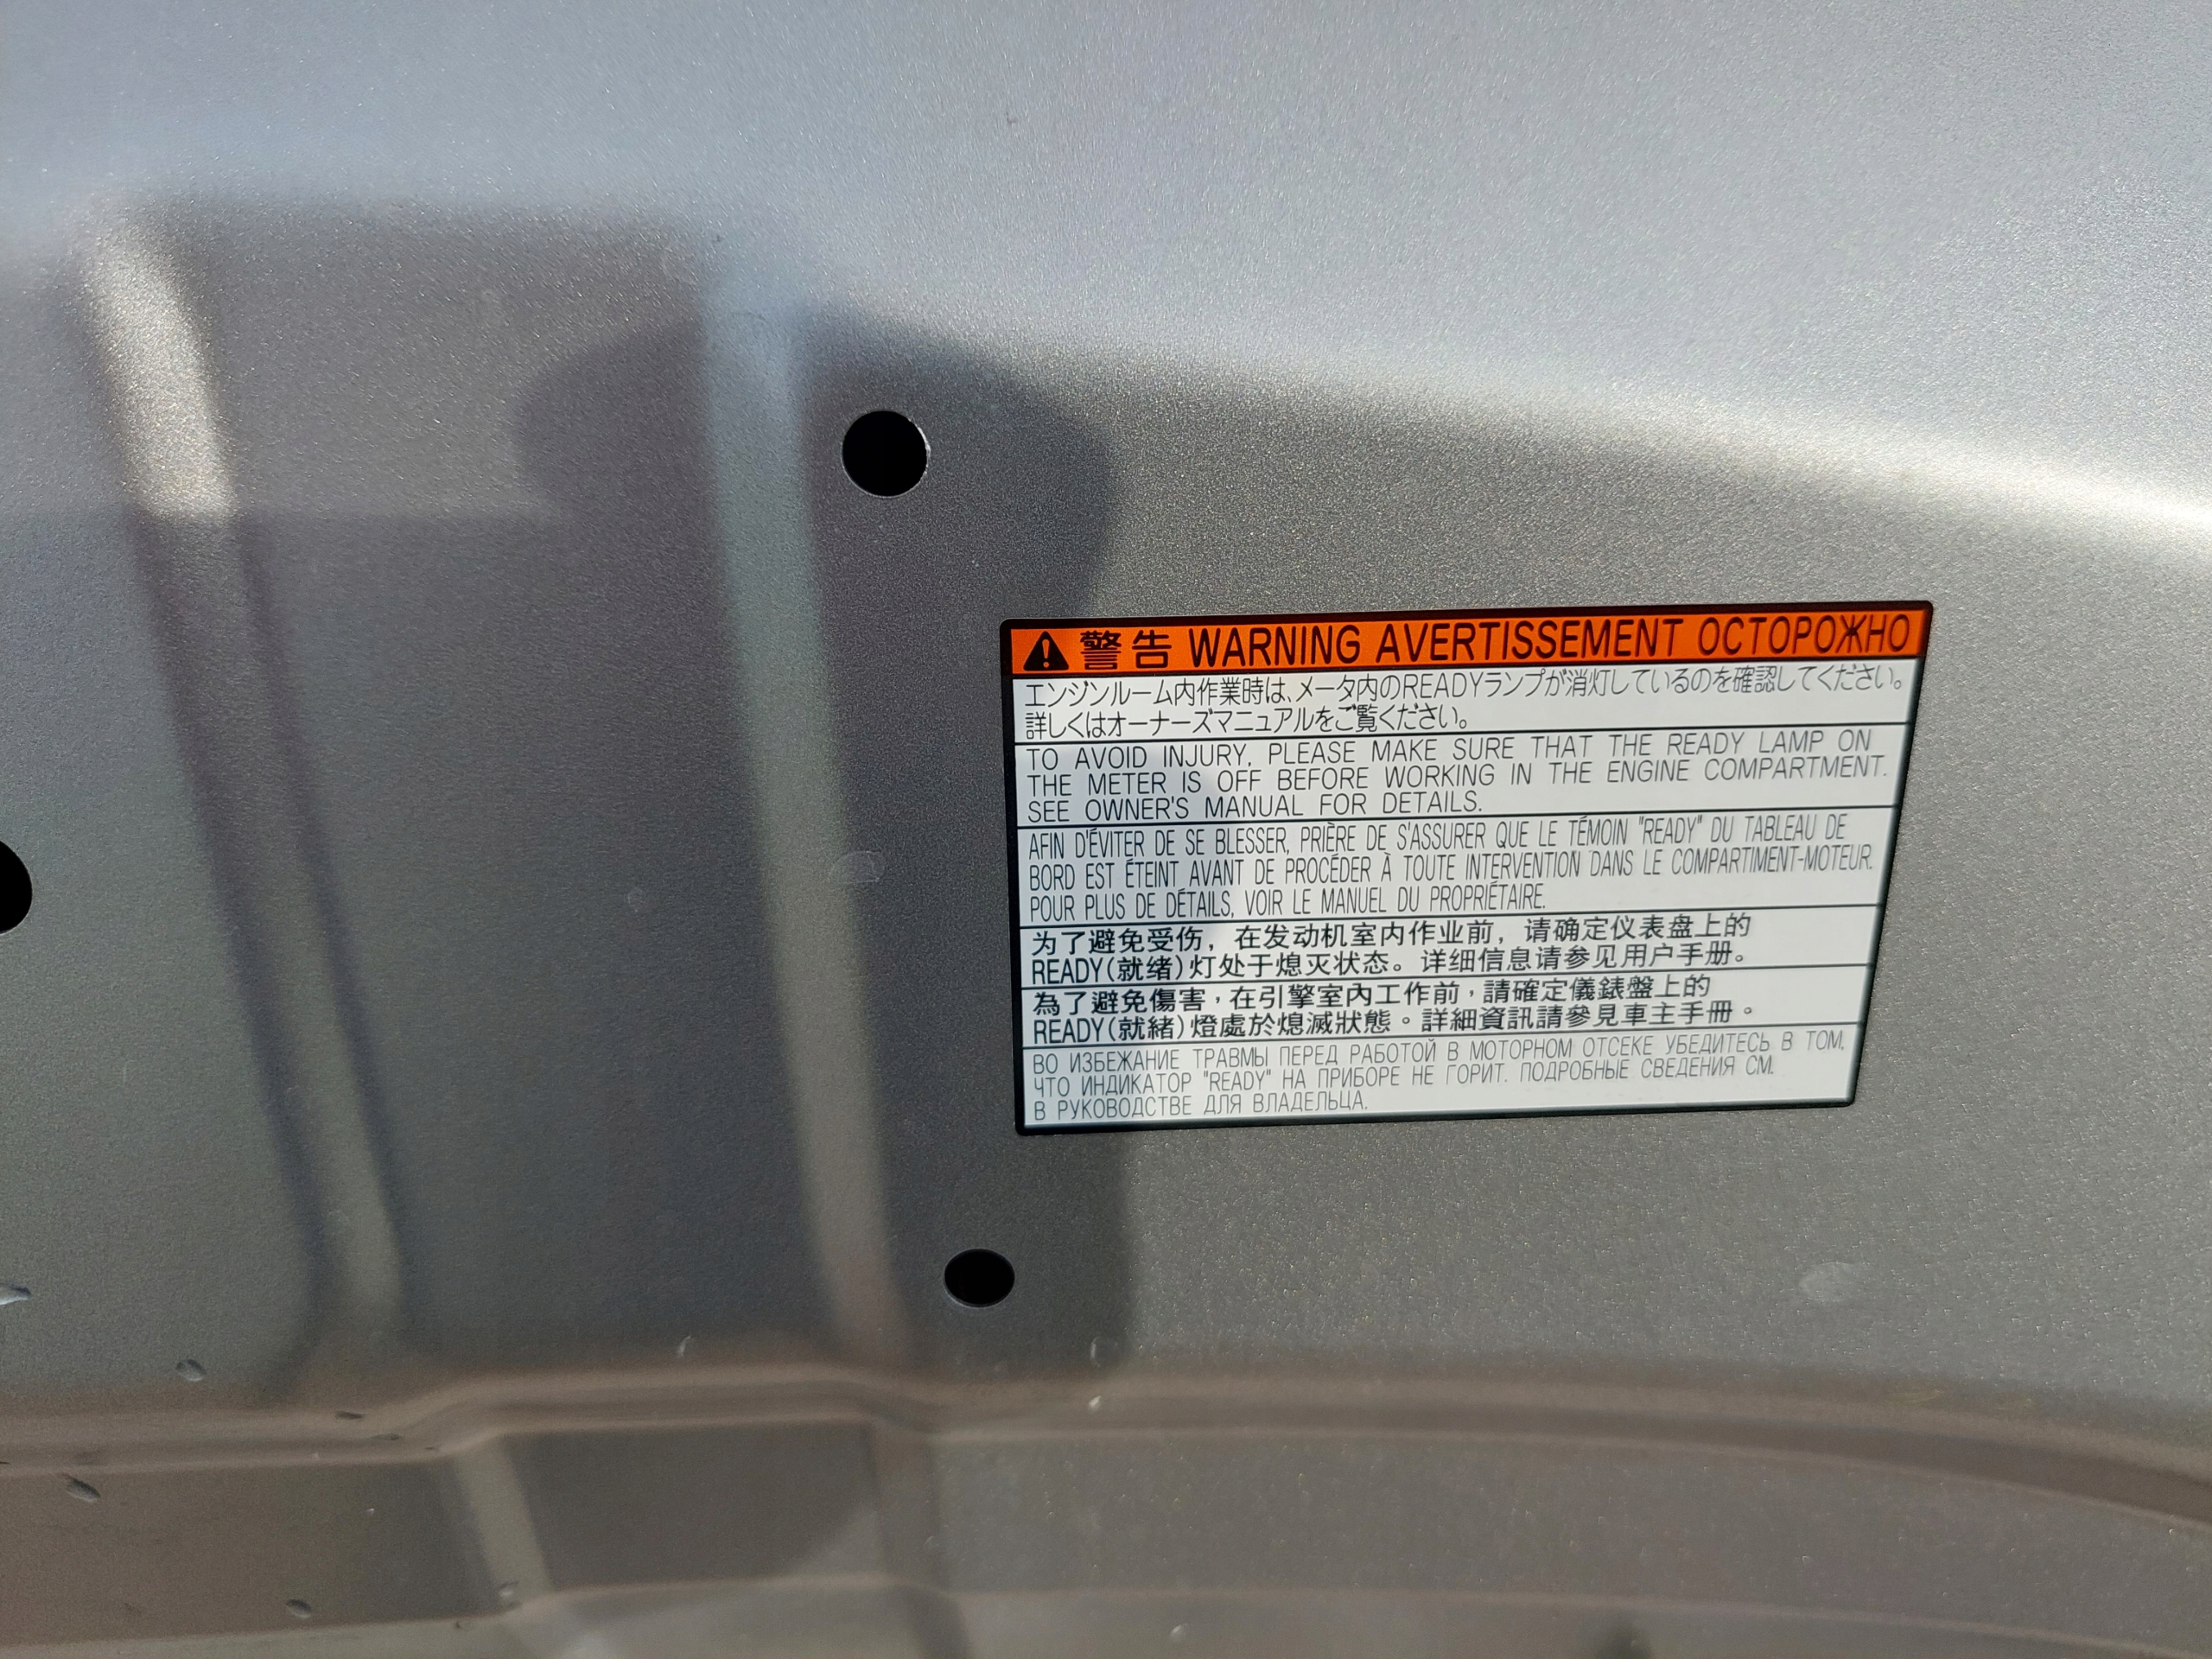 警告 WARNING AVERTISSEMENT ОСТОРОЖНО
エンジンルーム内作業時は、メータ内のREADYランプが消灯しているのを確認してください。
詳しくはオーナーズマニュアルをご覧ください。
TO AVOID INJURY, PLEASE MAKE SURE THAT THE READY LAMP ON
THE METER IS OFF BEFORE WORKING IN THE ENGINE COMPARTMENT.
SEE OWNER'S MANUAL FOR DETAILS.
AFIN D'ÉVITER DE SE BLESSER, PRIÈRE DE S'ASSURER QUE LE TÉMOIN "READY" DU TABLEAU DE
BORD EST ÉTEINT AVANT DE PROCÉDER À TOUTE INTERVENTION DANS LE COMPARTIMENT-MOTEUR.
POUR PLUS DE DÉTAILS, VOIR LE MANUEL DU PROPRIÉTAIRE.
为了避免受伤，在发动机室内作业前，请确定仪表盘上的
READY(就绪)灯处于熄灭状态。详细信息请参见用户手册。
為了避免傷害，在引擎室內工作前，請確定儀錶盤上的
READY(就緒)燈處於熄滅狀態。詳細資訊請參見車主手冊。
ВО ИЗБЕЖАНИЕ ТРАВМЫ ПЕРЕД РАБОТОЙ В МОТОРНОМ ОТСЕКЕ УБЕДИТЕСЬ В ТОМ,
ЧТО ИНДИКАТОР "READY" НА ПРИБОРЕ НЕ ГОРИТ. ПОДРОБНЫЕ СВЕДЕНИЯ СМ.
В РУКОВОДСТВЕ ДЛЯ ВЛАДЕЛЬЦА.